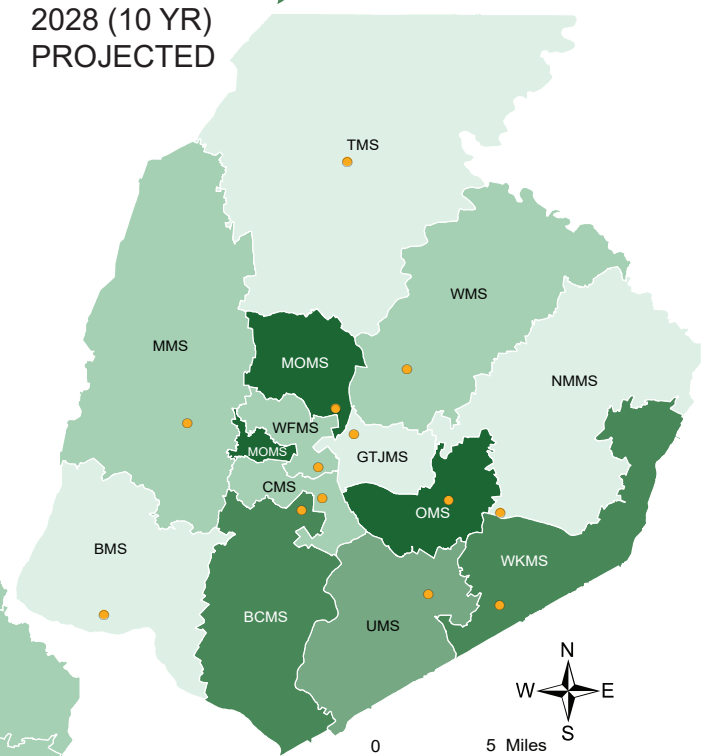 2028 (10 YR)
PROJECTED
TMS
WMS
MMS
MOMS
NMMS
WFMS
MOMS
GTJMS
CMS
OMS
BMS
WKMS
BCMS
UMS
N
W E
S
0 5 Miles